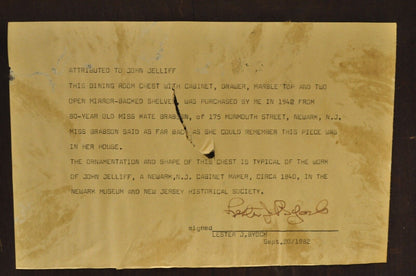 ATTRIBUTED TO JOHN JELLIFF
THIS DINING ROOM CHEST WITH CABINET, DRAWER, MARBLE TOP AND TWO
OPEN MIRROR-BACKED SHELVES, WAS PURCHASED BY ME IN 1942 FROM
80-YEAR OLD MISS KATE BRABSON, of 175 MONMOUTH STREET, NEWARK, N.J.
MISS BRABSON SAID AS FAR BACK AS SHE COULD REMEMBER THIS PIECE WAS
IN HER HOUSE.
THE ORNAMENTATION AND SHAPE OF THIS CHEST IS TYPICAL OF THE WORK
OF JOHN JELLIFF, A NEWARK,N.J. CABINET MAKER, CIRCA 1840, IN THE
NEWARK MUSEUM AND NEW JERSEY HISTORICAL SOCIETY.
signed
LESTER J,
Sept.20/1982